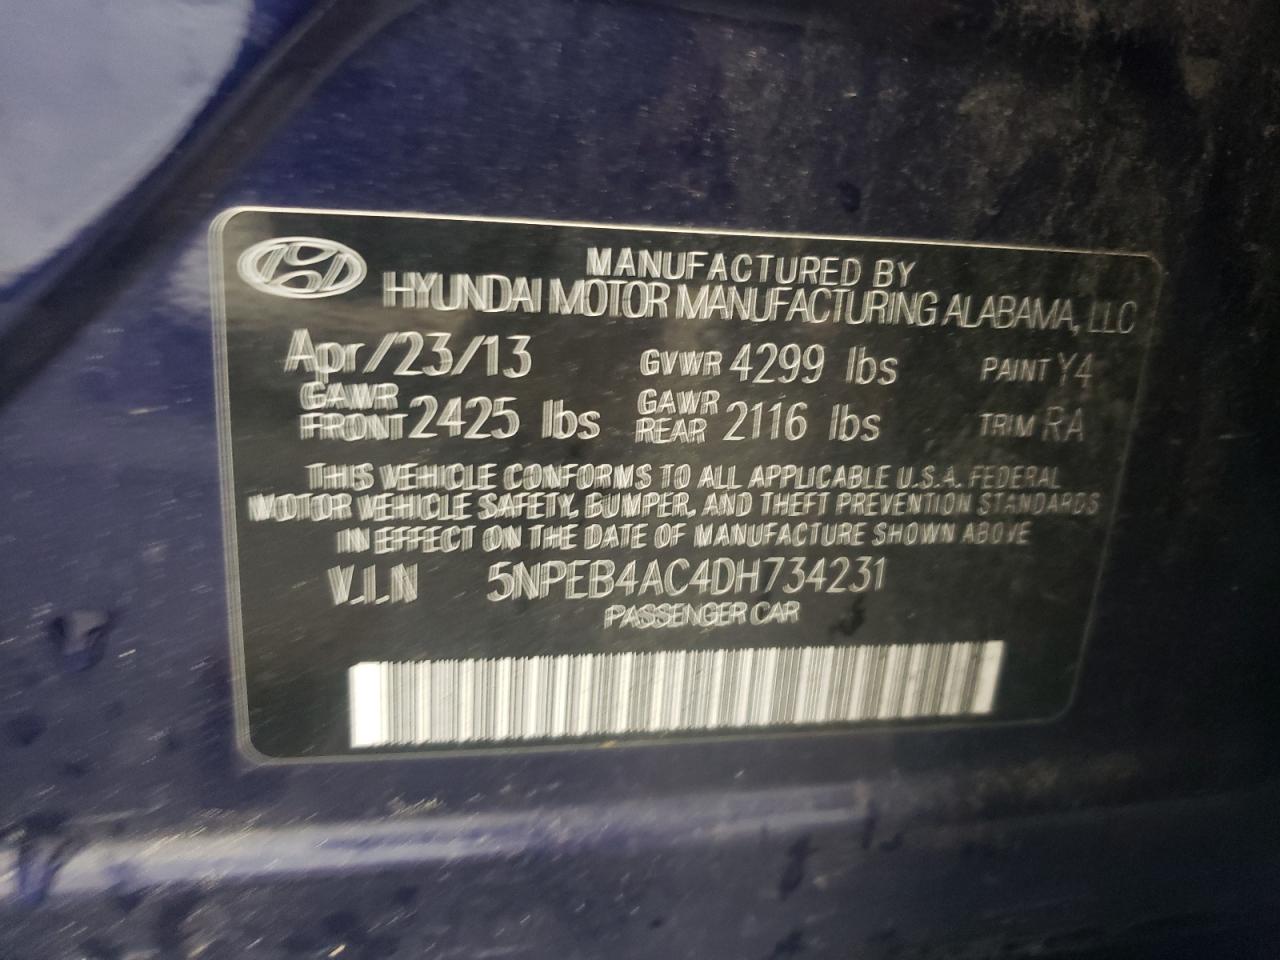 MANUFACTURED BY
HYUNDAI MOTOR MANUFACTURING ALABAMA, LLC
Apr/23/13 GVWR 4299 lbs PAINT Y4
GAWR FRONT 2425 lbs GAWR REAR 2116 lbs TRIM RA
THIS VEHICLE CONFORMS TO ALL APPLICABLE U.S.A. FEDERAL
MOTOR VEHICLE SAFETY, BUMPER, AND THEFT PREVENTION STANDARDS
IN EFFECT ON THE DATE OF MANUFACTURE SHOWN ABOVE
V.I.N 5NPEB4AC4DH734231
PASSENGER CAR